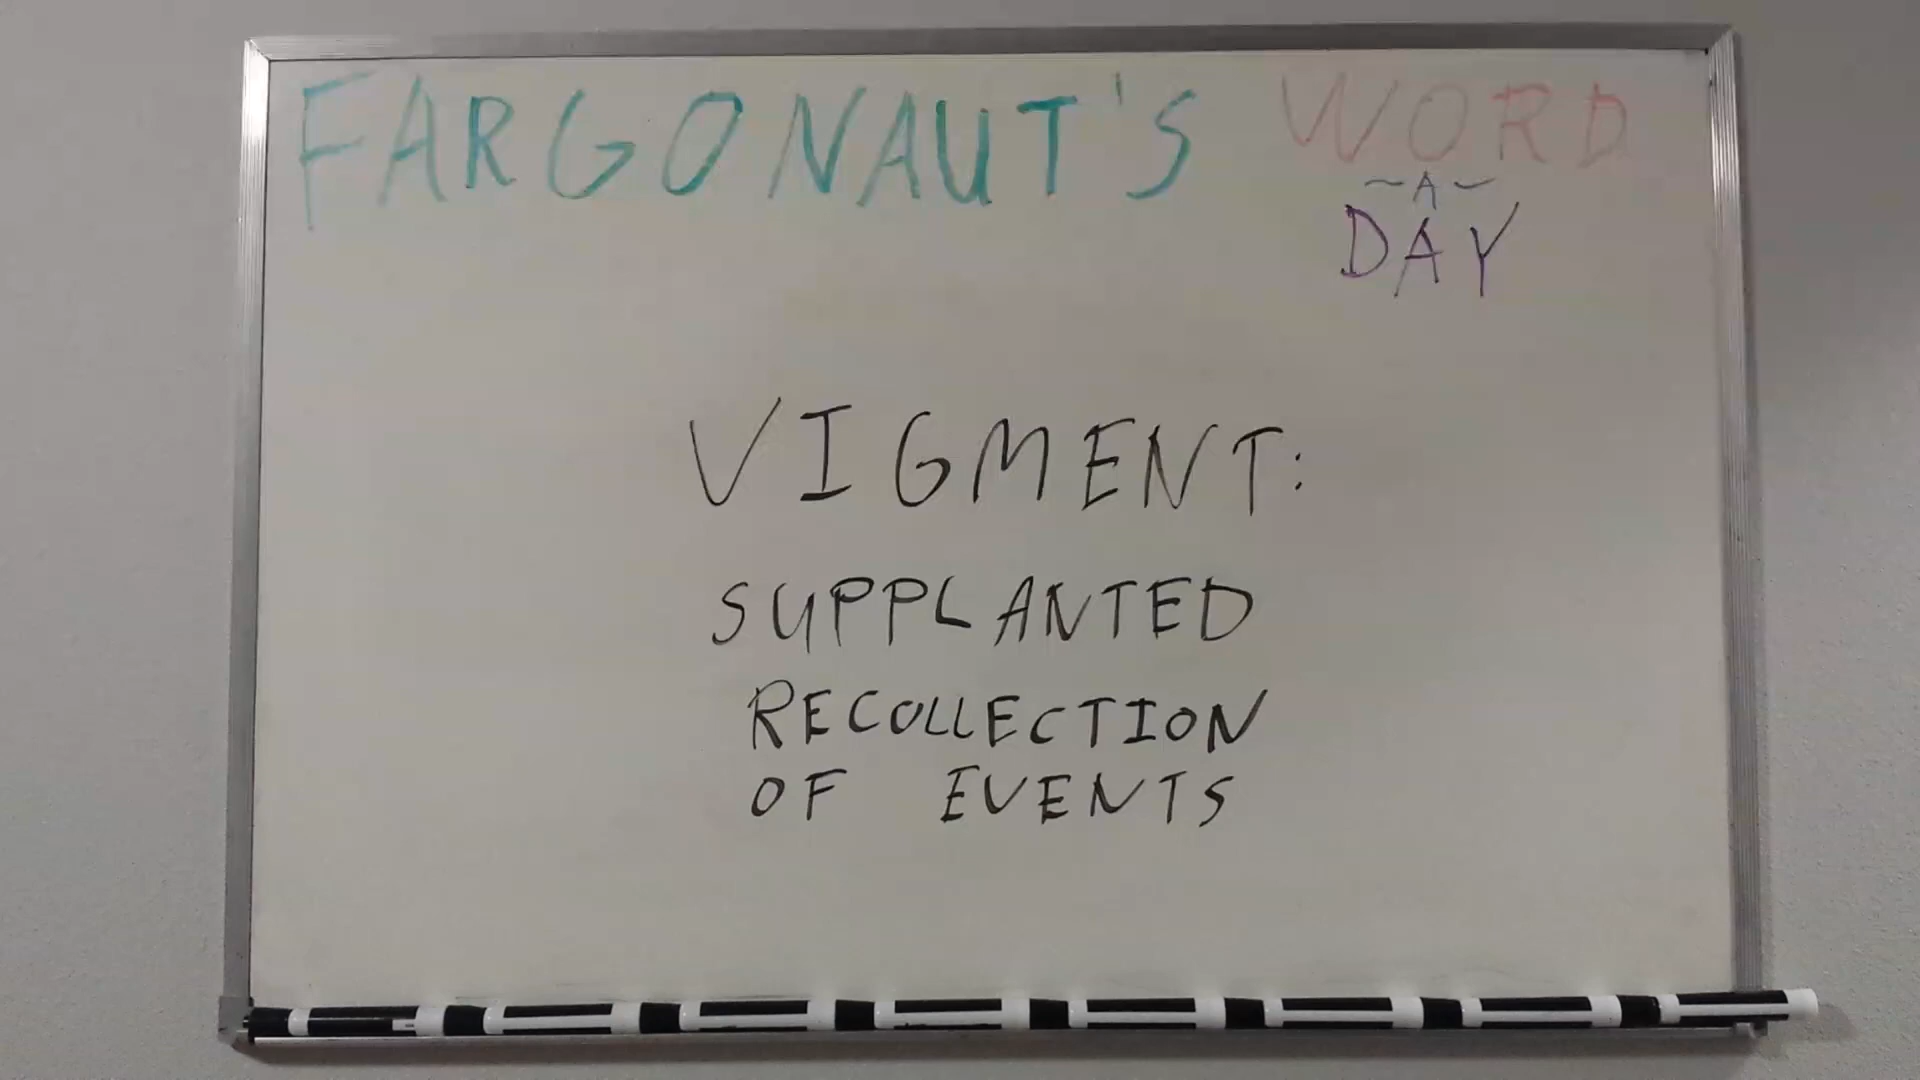 FARGONAUT'S WORD
~A~
DAY
VIGMENT:
SUPPLANTED
RECOLLECTION
OF EVENTS